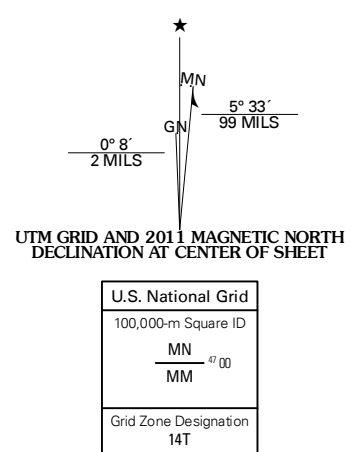 ★
MN
GN
5° 33´
99 MILS
0° 8´
2 MILS
UTM GRID AND 2011 MAGNETIC NORTH
DECLINATION AT CENTER OF SHEET
U.S. National Grid
100,000-m Square ID
MN
47 00
MM
Grid Zone Designation
14T